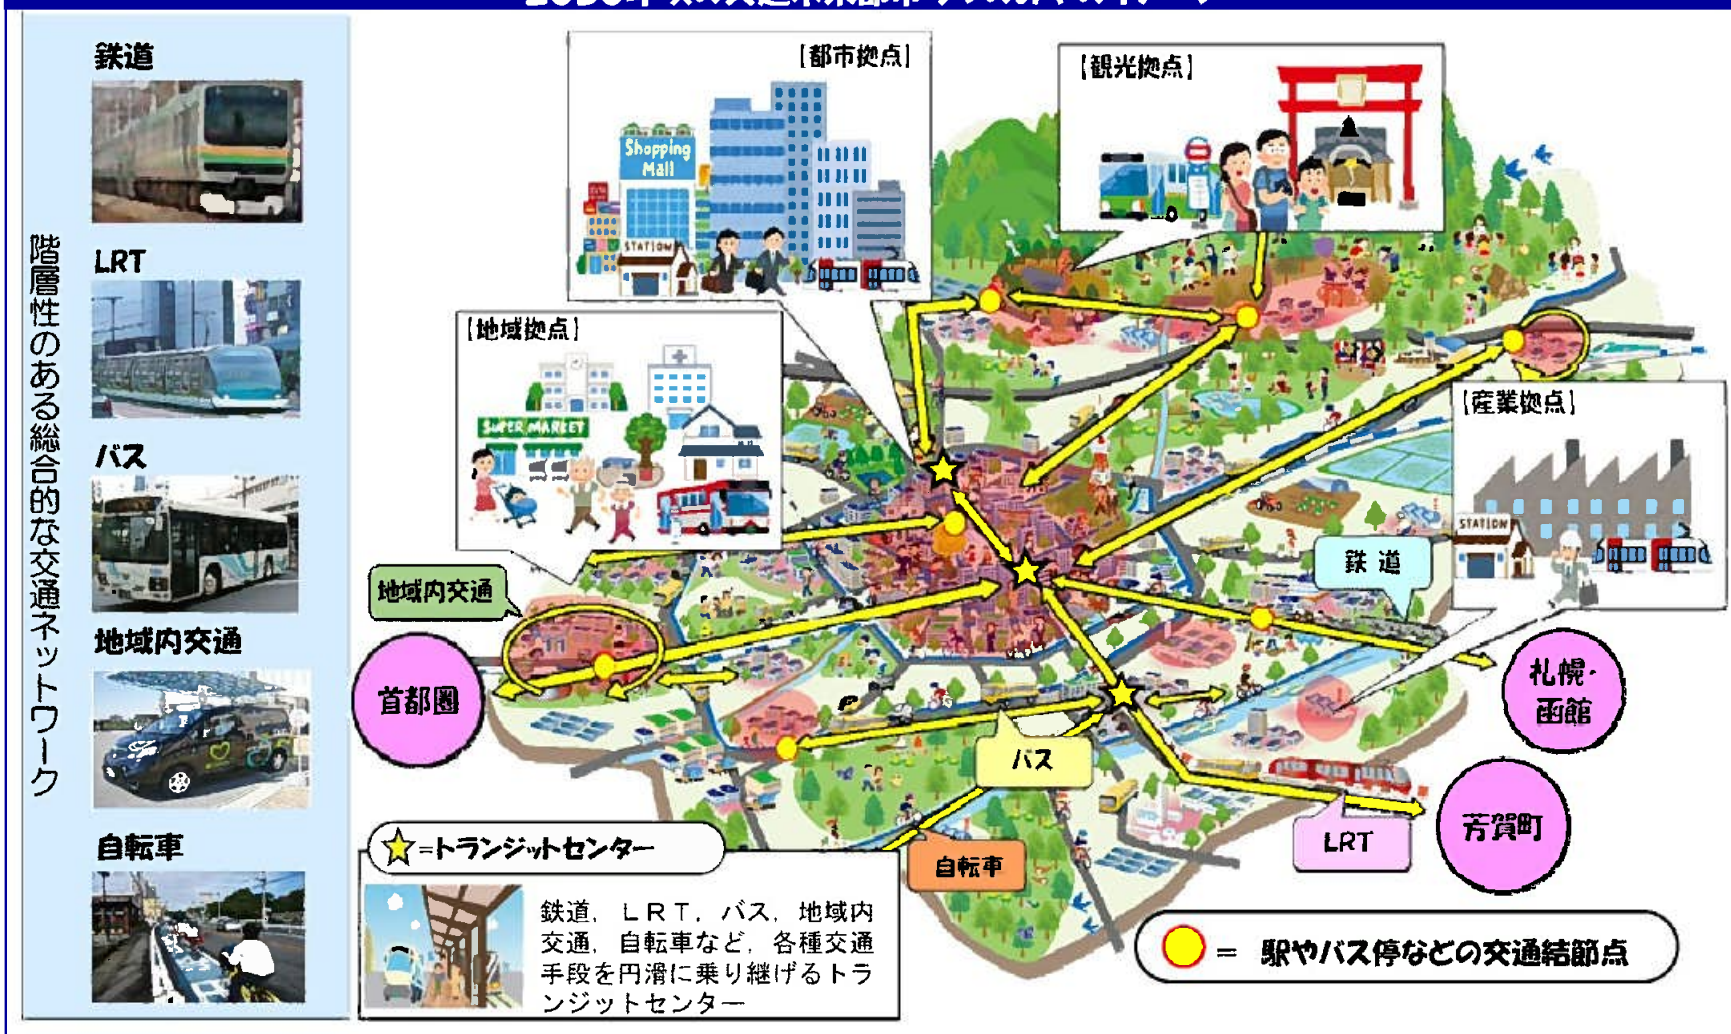 鉄道
LRT
バス
地域内交通
自転車
階層性のある総合的な交通ネットワーク
【都市拠点】
Shopping
Mall
STATION
【観光拠点】
【地域拠点】
SUPER MARKET
【産業拠点】
STATION
鉄道
地域内交通
首都圏
札幌・
函館
バス
芳賀町
LRT
自転車
☆=トランジットセンター
鉄道，ＬＲＴ，バス，地域内
交通，自転車など，各種交通
手段を円滑に乗り継げるトラ
ンジットセンター
= 駅やバス停などの交通結節点